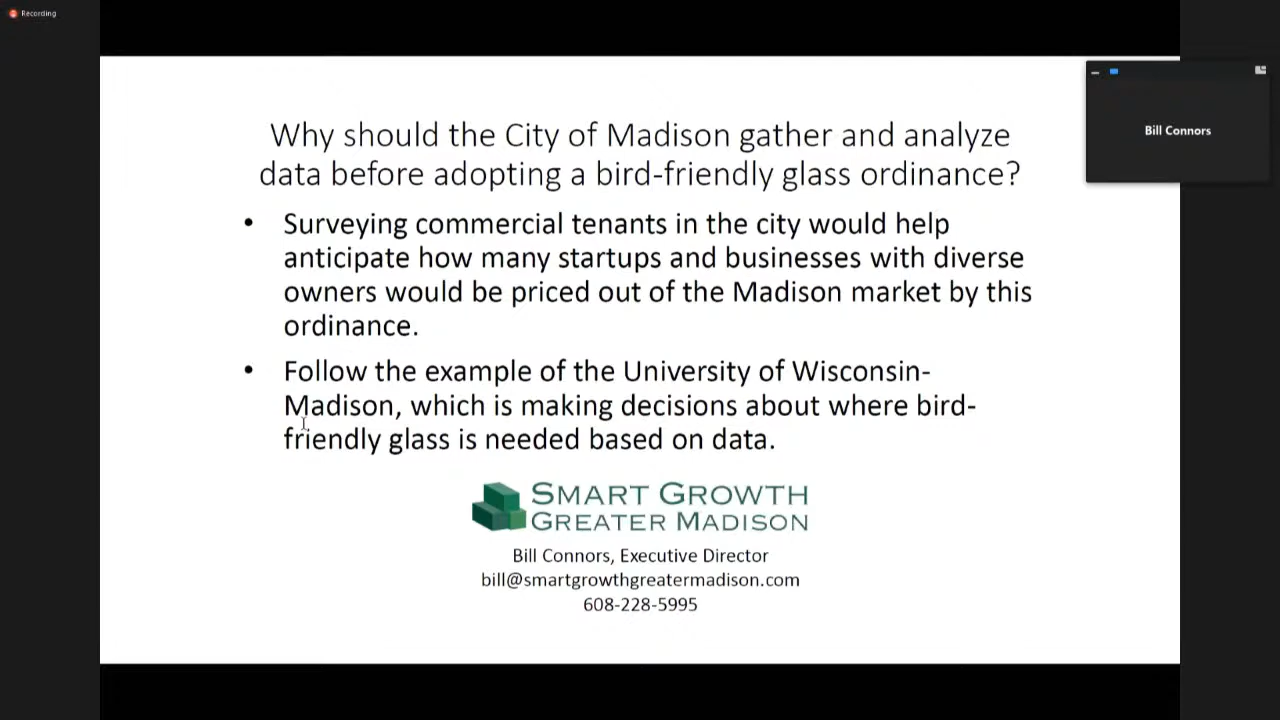 Recording
Why should the City of Madison gather and analyze
data before adopting a bird-friendly glass ordinance?
• Surveying commercial tenants in the city would help
anticipate how many startups and businesses with diverse
owners would be priced out of the Madison market by this
ordinance.
• Follow the example of the University of Wisconsin-
Madison, which is making decisions about where bird-
friendly glass is needed based on data.
SMART GROWTH
GREATER MADISON
Bill Connors, Executive Director
bill@smartgrowthgreatermadison.com
608-228-5995
Bill Connors